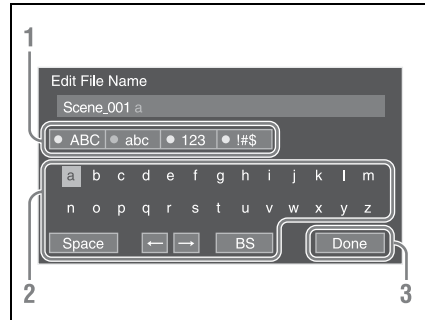 1
Edit File Name
Scene_001 a
ABC abc 123 !#$
a b c d e f g h i j k l m
n o p q r s t u v w x y z
Space ← → BS Done
2 3